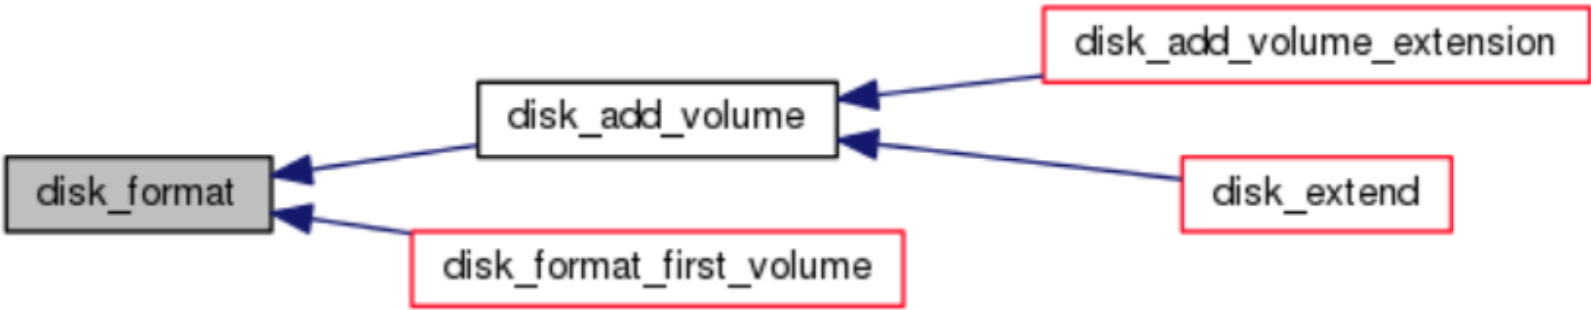 disk_add_volume_extension
disk_add_volume
disk_format
disk_extend
disk_format_first_volume